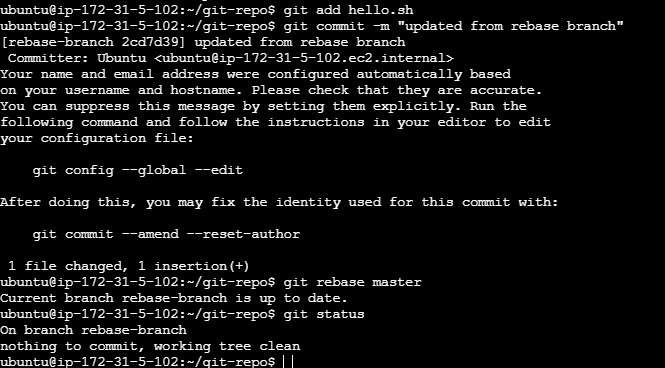 ubuntu@ip-172-31-5-102:~/git-repo$ git add hello.sh
ubuntu@ip-172-31-5-102:~/git-repo$ git commit -m "updated from rebase branch"
[rebase-branch 2cd7d39] updated from rebase branch
 Committer: Ubuntu <ubuntu@ip-172-31-5-102.ec2.internal>
Your name and email address were configured automatically based
on your username and hostname. Please check that they are accurate.
You can suppress this message by setting them explicitly. Run the
following command and follow the instructions in your editor to edit
your configuration file:

    git config --global --edit

After doing this, you may fix the identity used for this commit with:

    git commit --amend --reset-author

 1 file changed, 1 insertion(+)
ubuntu@ip-172-31-5-102:~/git-repo$ git rebase master
Current branch rebase-branch is up to date.
ubuntu@ip-172-31-5-102:~/git-repo$ git status
On branch rebase-branch
nothing to commit, working tree clean
ubuntu@ip-172-31-5-102:~/git-repo$